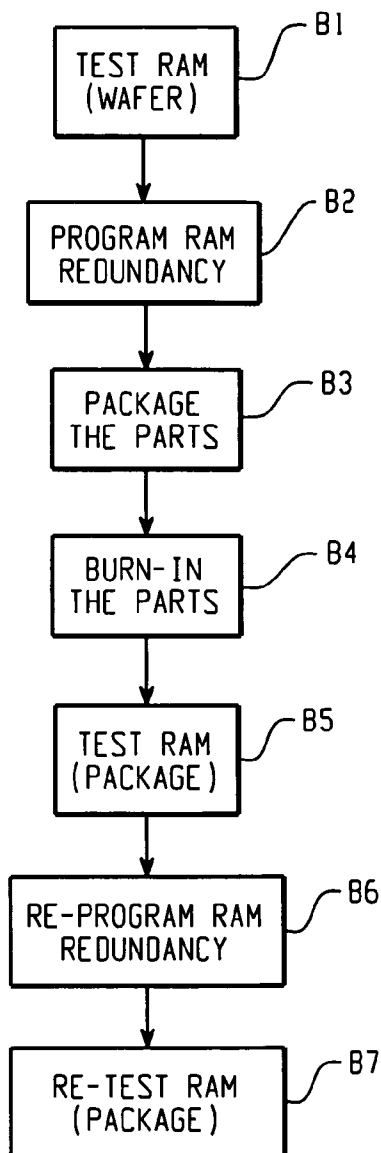 B1
TEST RAM
(WAFER)
B2
PROGRAM RAM
REDUNDANCY
B3
PACKAGE
THE PARTS
B4
BURN-IN
THE PARTS
B5
TEST RAM
(PACKAGE)
B6
RE-PROGRAM RAM
REDUNDANCY
B7
RE-TEST RAM
(PACKAGE)